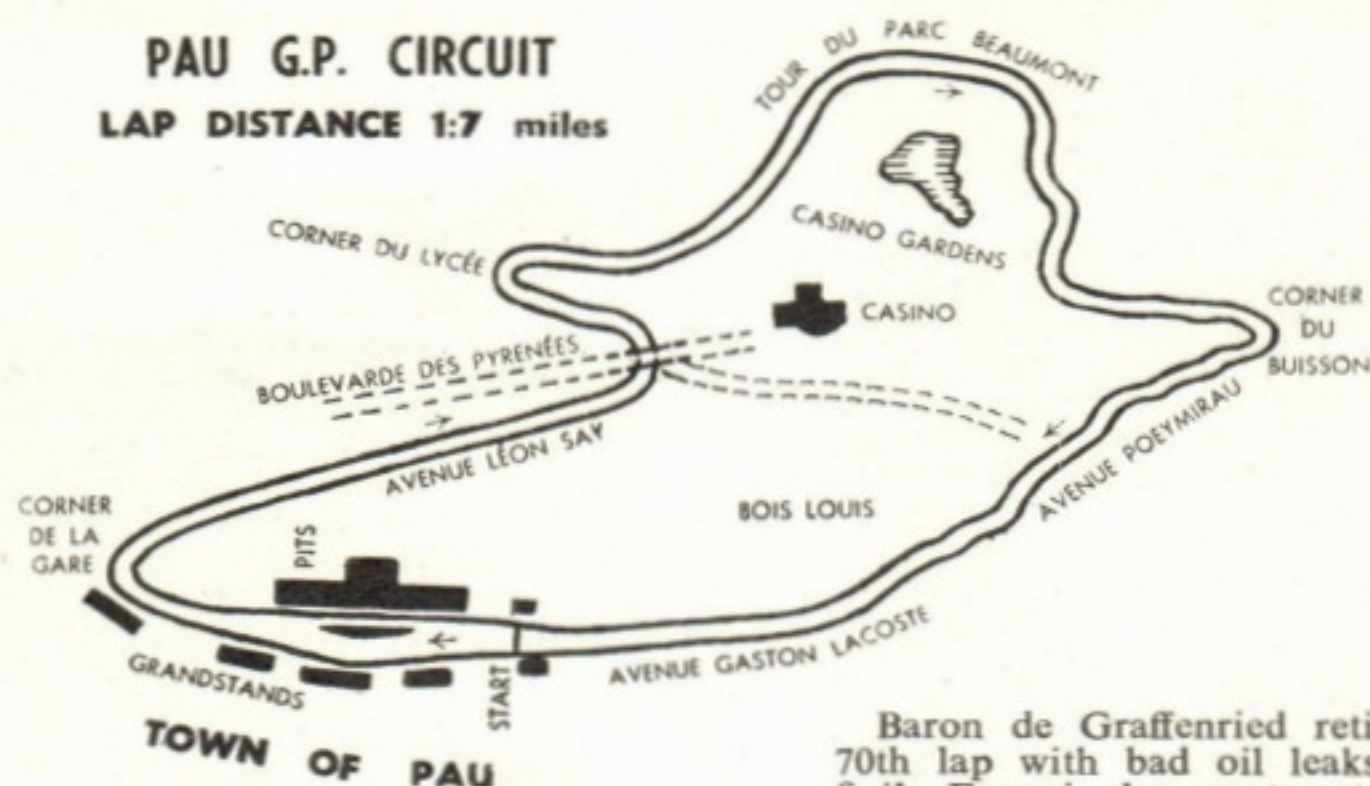 PAU G.P. CIRCUIT
LAP DISTANCE 1:7 miles
TOUR DU PARC BEAUMONT
CASINO GARDENS
CORNER DU LYCÉE
CASINO
CORNER
DU
BUISSON
BOULEVARDE DES PYRENÉES
AVENUE LÉON SAY
AVENUE POEYMIRAU
BOIS LOUIS
CORNER
DE LA
GARE
PITS
GRANDSTANDS
START
AVENUE GASTON LACOSTE
TOWN OF PAU
Baron de Graffenried reti
70th lap with bad oil leaks